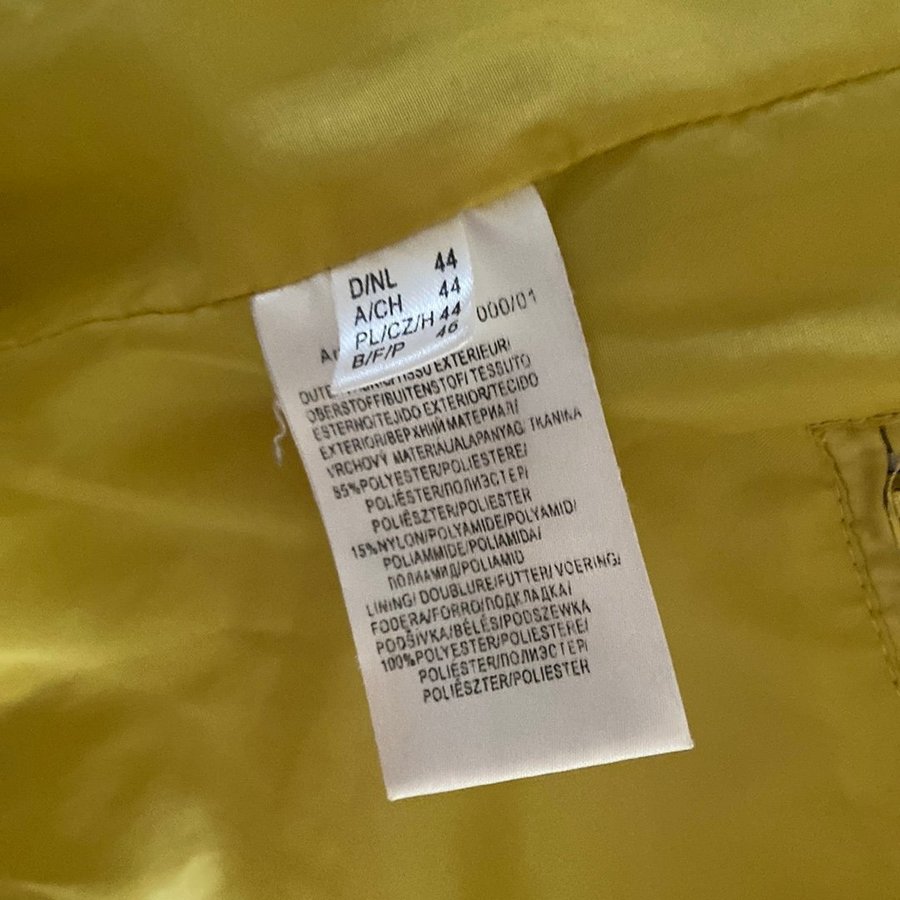 D/NL 44
A/CH 44
PL/CZ/H 44
B/F/P 46
000/01
EXTERIEUR/
OBERSTOFF/BUITENSTOF/TESSUTO
ESTERNO/TEJIDO EXTERIOR/TECIDO
EXTERIOR/ВЕРХНИЙ МАТЕРИАЛ/
VRCHOVÝ MATERIÁL/ALAPANYAG/TKANINA
85%POLYESTER/POLIESTERE/
POLIÉSTER/ПОЛИЭСТЕР/
POLIÉSZTER/POLIESTER
15%NYLON/POLYAMIDE/POLYAMID/
POLIAMMIDE/POLIAMIDA/
ПОЛИАМИД/POLIAMID
LINING/DOUBLURE/FUTTER/VOERING/
FODERA/FORRO/ПОДКЛАДКА/
PODŠÍVKA/BÉLÉS/PODSZEWKA
100%POLYESTER/POLIESTERE/
POLIÉSTER/ПОЛИЭСТЕР/
POLIÉSZTER/POLIESTER